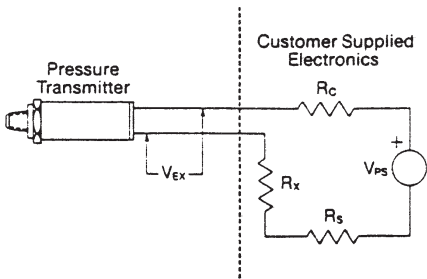 Customer Supplied
Electronics
Pressure
Transmitter
RC
+
VEX
RX
VPS
RS